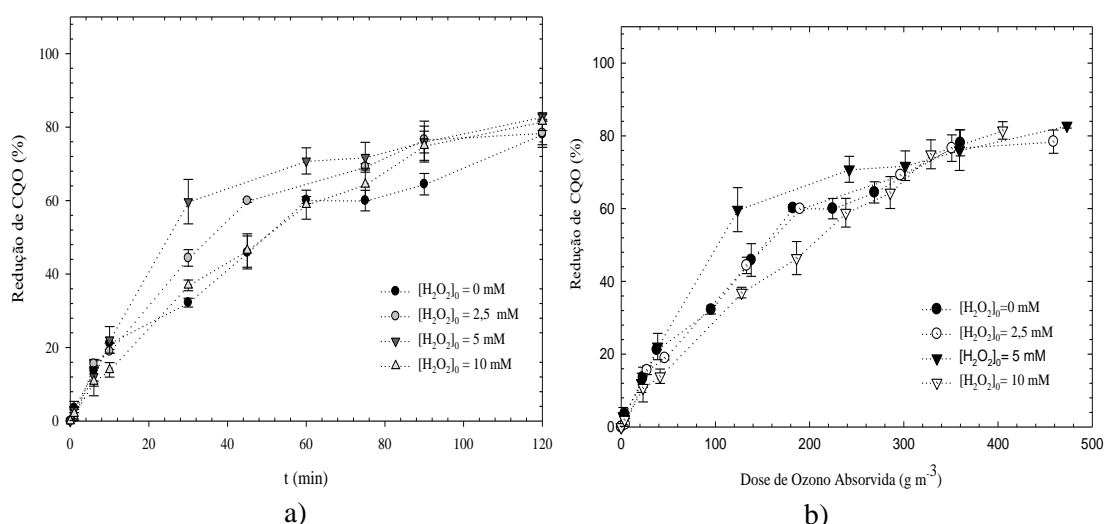 100
80
60
40
20
0
Redução de CQO (%)
[H₂O₂]₀ = 0 mM
[H₂O₂]₀ = 2,5 mM
[H₂O₂]₀ = 5 mM
[H₂O₂]₀ = 10 mM
0 20 40 60 80 100 120
t (min)
a)
100
80
60
40
20
0
Redução de CQO (%)
[H₂O₂]₀=0 mM
[H₂O₂]₀= 2,5 mM
[H₂O₂]₀ = 5 mM
[H₂O₂]₀ = 10 mM
0 100 200 300 400 500
Dose de Ozono Absorvida (g m⁻³)
b)